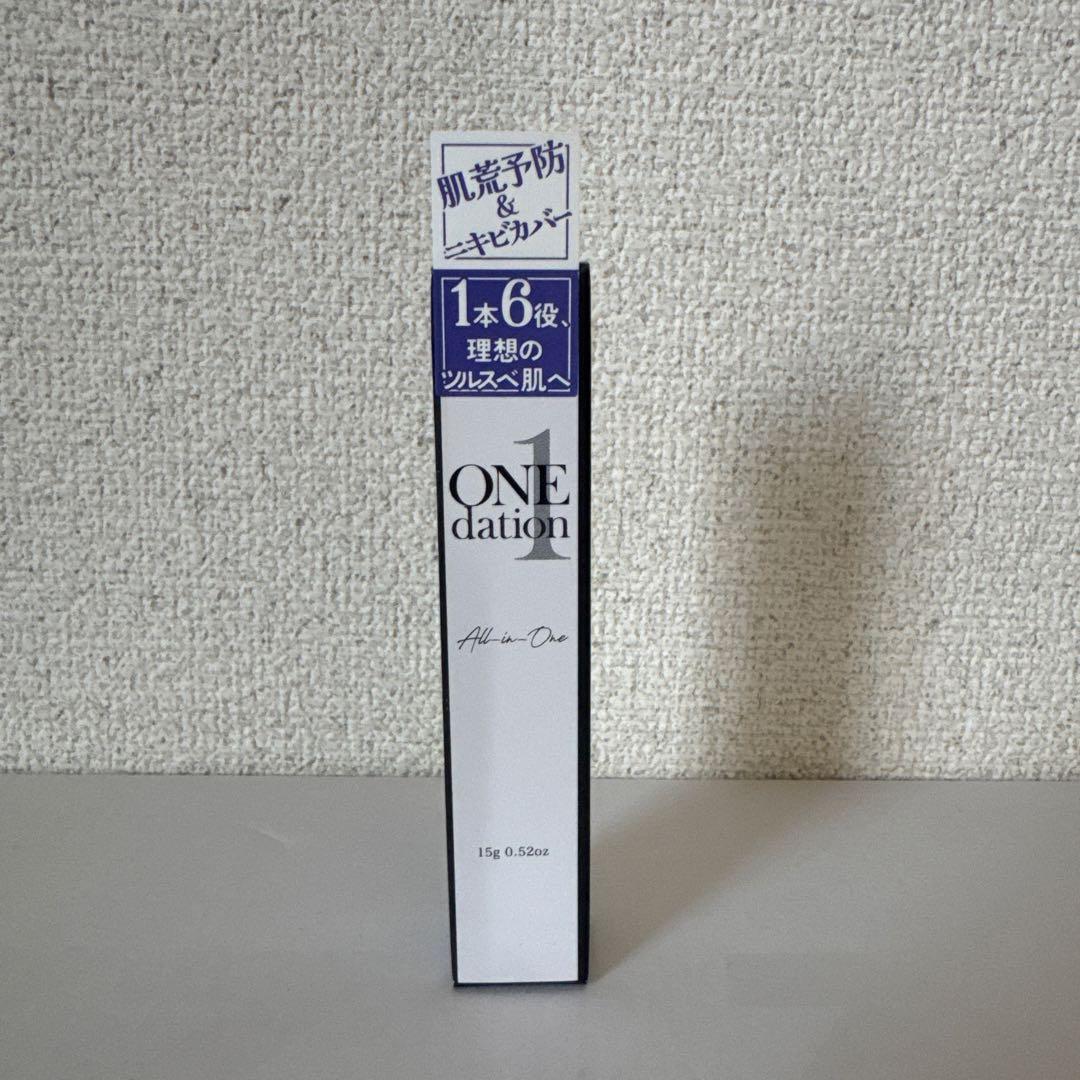 肌荒予防
&
ニキビカバー
1本6役、
理想の
ツルスベ肌へ
1
ONE
dation
All-in-One
15g 0.52oz